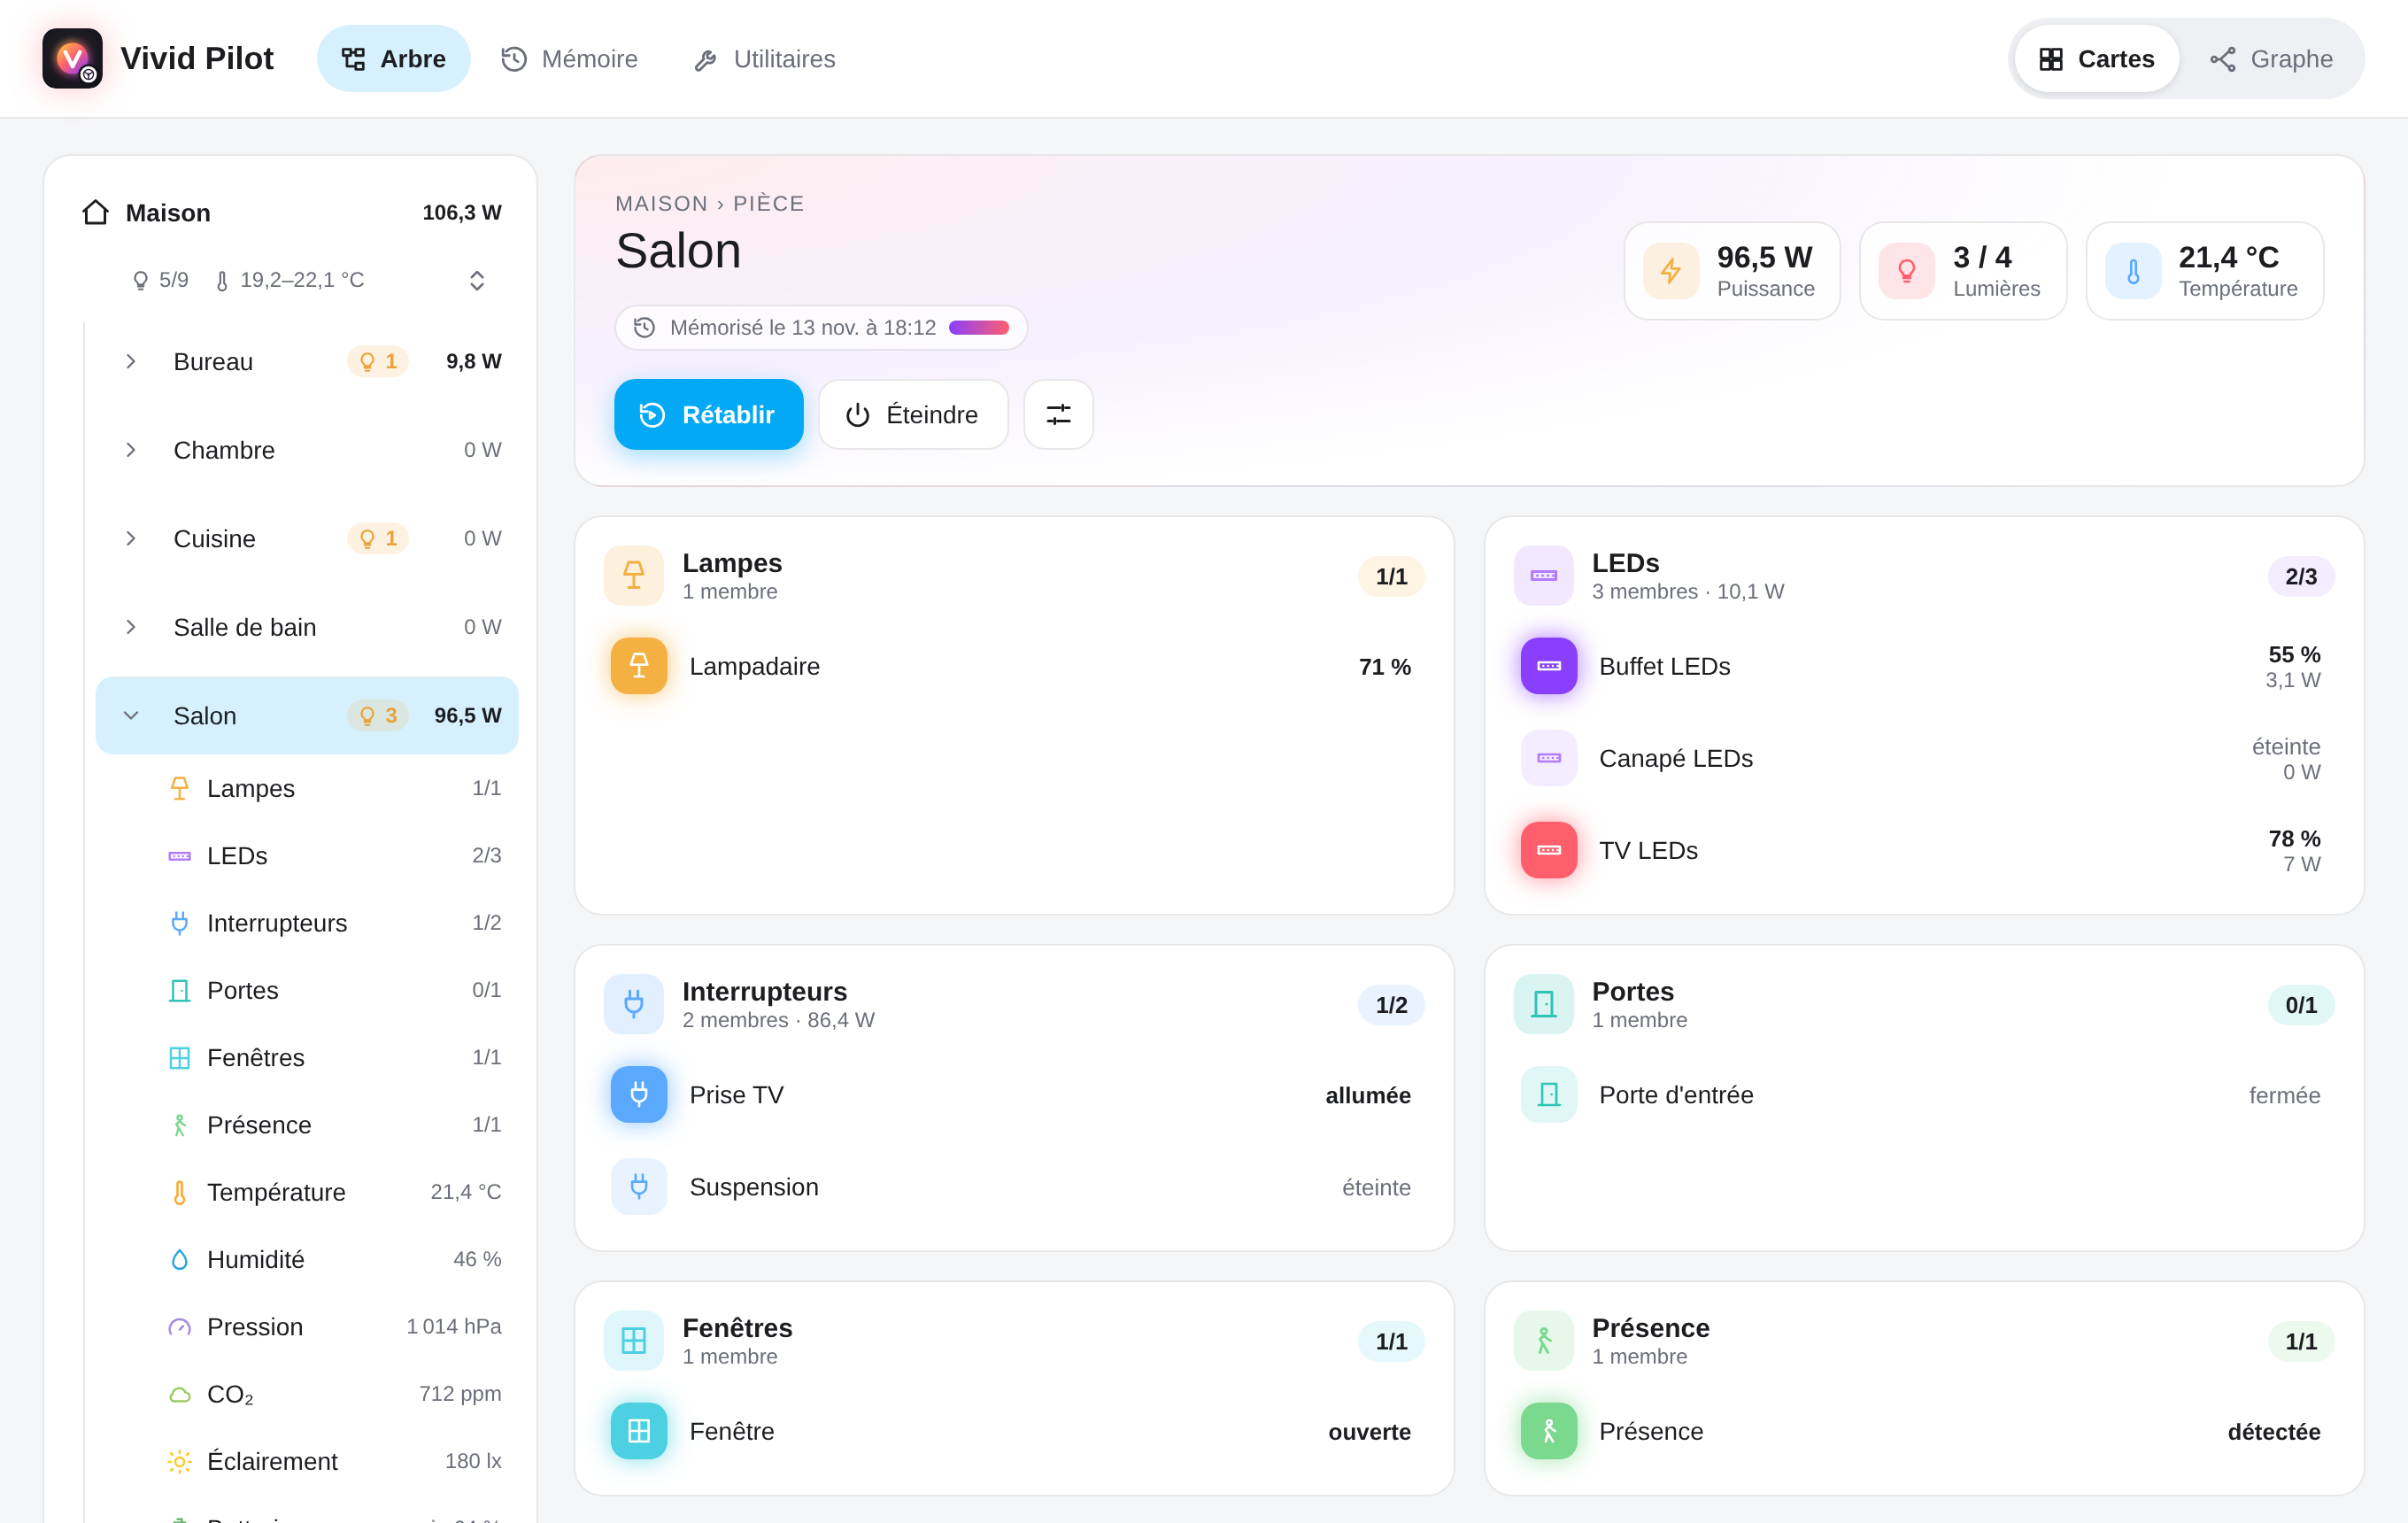 Vivid Pilot
Arbre
Mémoire
Utilitaires
Cartes
Graphe
Maison 106,3 W
5/9 19,2–22,1 °C
Bureau 1 9,8 W
Chambre 0 W
Cuisine 1 0 W
Salle de bain 0 W
Salon 3 96,5 W
Lampes 1/1
LEDs 2/3
Interrupteurs 1/2
Portes 0/1
Fenêtres 1/1
Présence 1/1
Température 21,4 °C
Humidité 46 %
Pression 1 014 hPa
CO₂ 712 ppm
Éclairement 180 lx
MAISON › PIÈCE
Salon
Mémorisé le 13 nov. à 18:12
Rétablir
Éteindre
96,5 W
Puissance
3 / 4
Lumières
21,4 °C
Température
Lampes
1 membre
1/1
Lampadaire 71 %
LEDs
3 membres · 10,1 W
2/3
Buffet LEDs 55 %
3,1 W
Canapé LEDs éteinte
0 W
TV LEDs 78 %
7 W
Interrupteurs
2 membres · 86,4 W
1/2
Prise TV allumée
Suspension éteinte
Portes
1 membre
0/1
Porte d'entrée fermée
Fenêtres
1 membre
1/1
Fenêtre ouverte
Présence
1 membre
1/1
Présence détectée